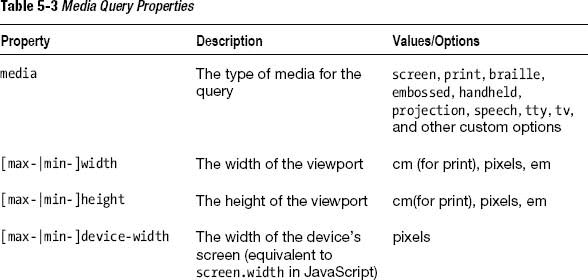 Table 5-3 Media Query Properties
Property Description Values/Options
media The type of media for the query screen, print, braille, embossed, handheld, projection, speech, tty, tv, and other custom options
[max-|min-]width The width of the viewport cm (for print), pixels, em
[max-|min-]height The height of the viewport cm(for print), pixels, em
[max-|min-]device-width The width of the device's screen (equivalent to screen.width in JavaScript) pixels